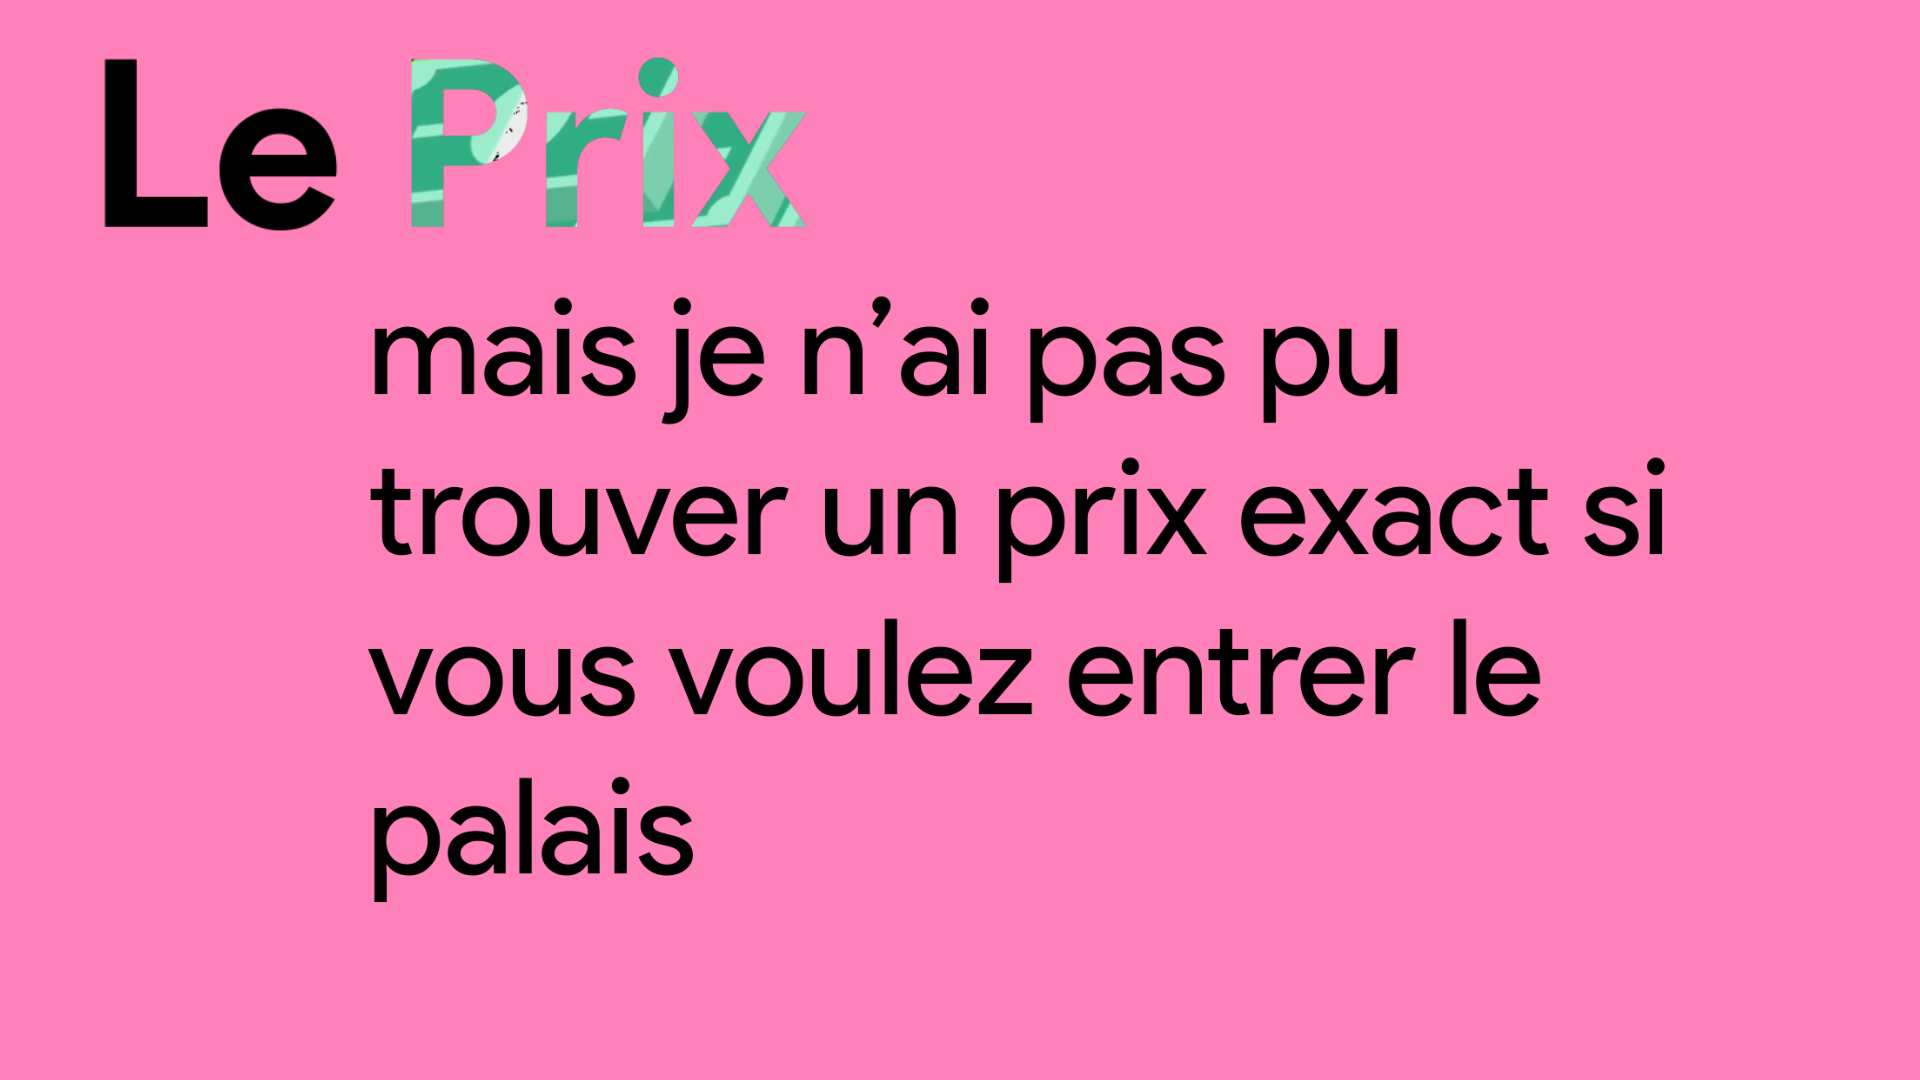 Le Prix
mais je n’ai pas pu
trouver un prix exact si
vous voulez entrer le
palais